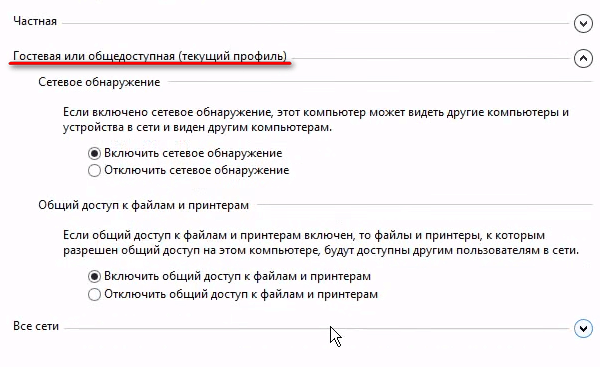 Частная
Гостевая или общедоступная (текущий профиль)
Сетевое обнаружение
Если включено сетевое обнаружение, этот компьютер может видеть другие компьютеры и
устройства в сети и виден другим компьютерам.
Включить сетевое обнаружение
Отключить сетевое обнаружение
Общий доступ к файлам и принтерам
Если общий доступ к файлам и принтерам включен, то файлы и принтеры, к которым
разрешен общий доступ на этом компьютере, будут доступны другим пользователям в сети.
Включить общий доступ к файлам и принтерам
Отключить общий доступ к файлам и принтерам
Все сети